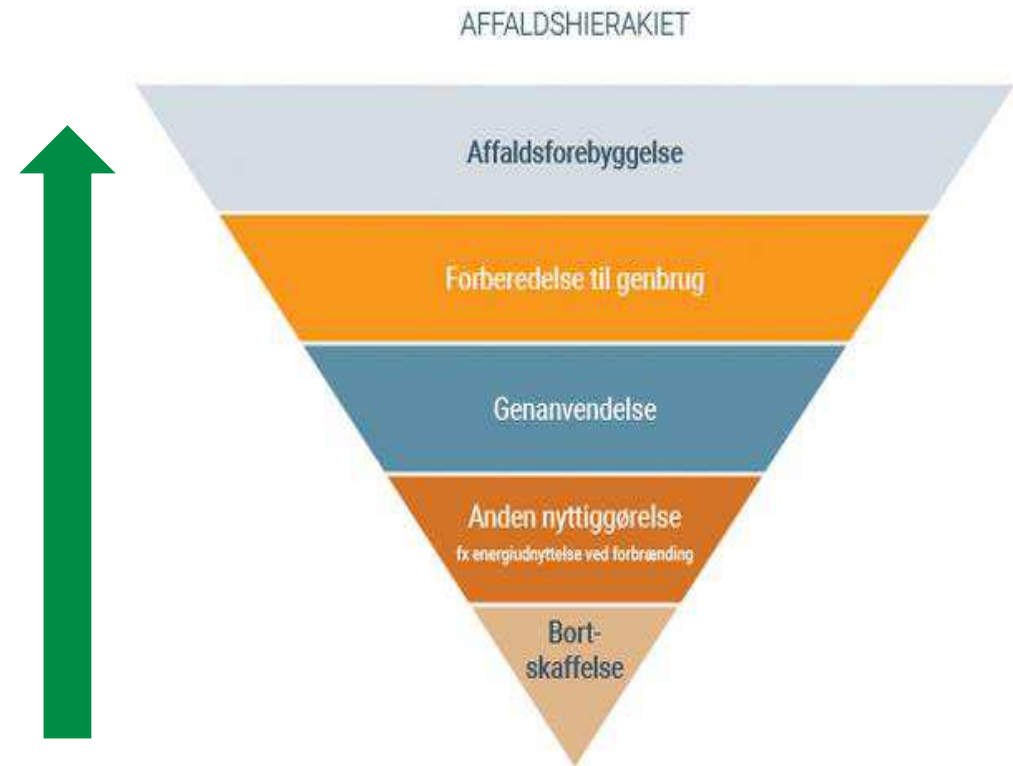 AFFALDSHIERAKIET
Affaldsforebyggelse
Forberedelse til genbrug
Genanvendelse
Anden nyttiggørelse
fx energiudnyttelse ved forbrænding
Bort-
skaffelse